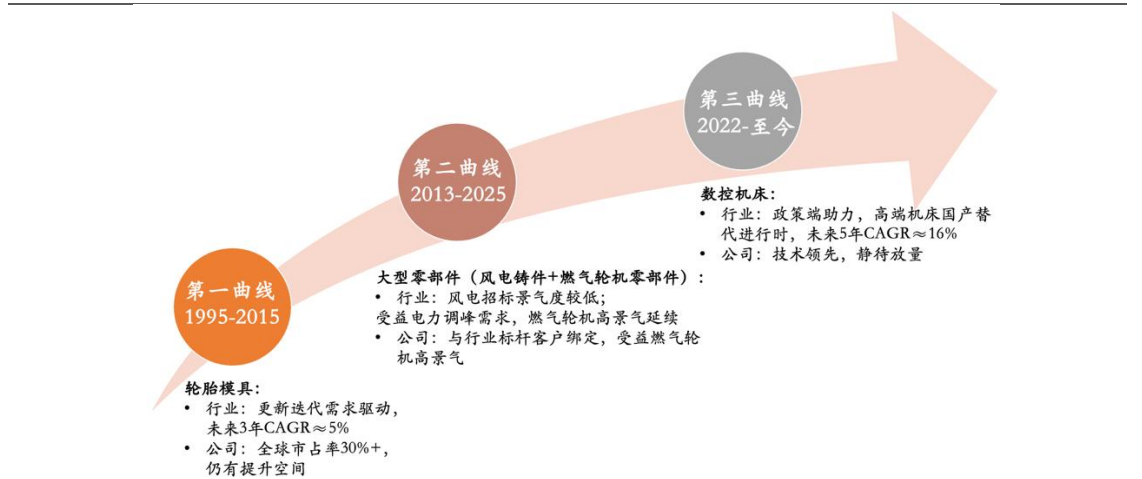 第一曲线
1995-2015
轮胎模具：
• 行业：更新迭代需求驱动，
未来3年CAGR≈5%
• 公司：全球市占率30%+，
仍有提升空间
第二曲线
2013-2025
大型零部件（风电铸件+燃气轮机零部件）：
• 行业：风电招标景气度较低；
受益电力调峰需求，燃气轮机高景气延续
• 公司：与行业标杆客户绑定，受益燃气轮
机高景气
第三曲线
2022-至今
数控机床：
• 行业：政策端助力，高端机床国产替
代进行时，未来5年CAGR≈16%
• 公司：技术领先，静待放量